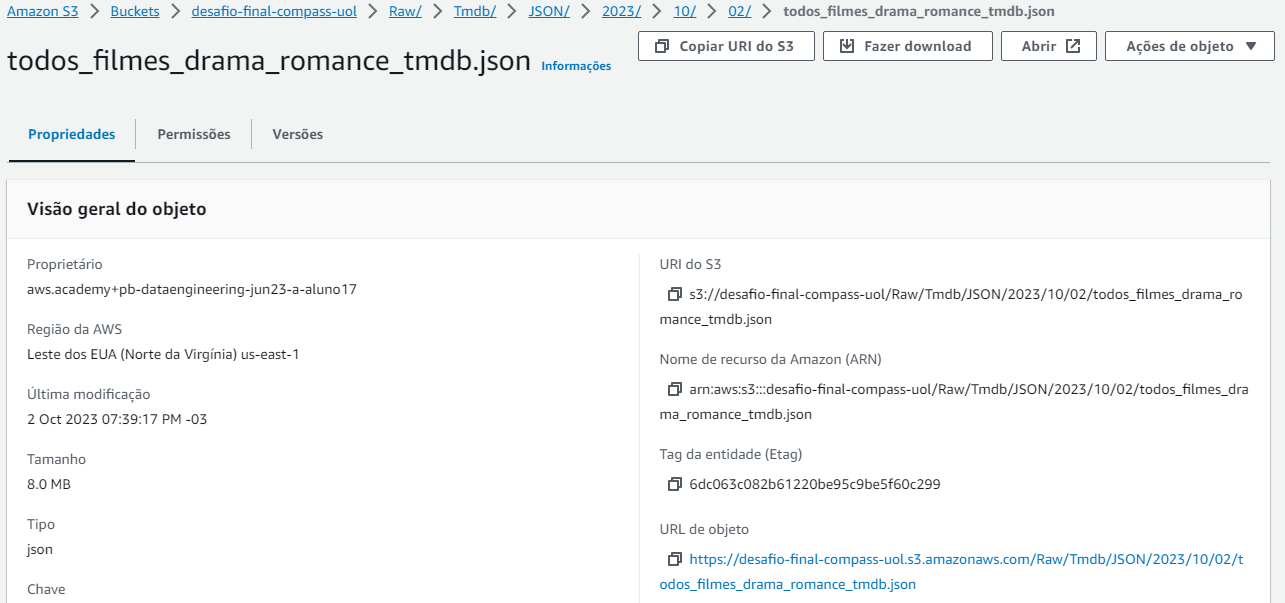 Amazon S3 > Buckets > desafio-final-compass-uol > Raw/ > Tmdb/ > JSON/ > 2023/ > 10/ > 02/ > todos_filmes_drama_romance_tmdb.json
todos_filmes_drama_romance_tmdb.json Informações
Copiar URI do S3
Fazer download
Abrir
Ações de objeto
Propriedades
Permissões
Versões
Visão geral do objeto
Proprietário
aws.academy+pb-dataengineering-jun23-a-aluno17
Região da AWS
Leste dos EUA (Norte da Virgínia) us-east-1
Última modificação
2 Oct 2023 07:39:17 PM -03
Tamanho
8.0 MB
Tipo
json
Chave
URI do S3
s3://desafio-final-compass-uol/Raw/Tmdb/JSON/2023/10/02/todos_filmes_drama_ro
mance_tmdb.json
Nome de recurso da Amazon (ARN)
arn:aws:s3:::desafio-final-compass-uol/Raw/Tmdb/JSON/2023/10/02/todos_filmes_dra
ma_romance_tmdb.json
Tag da entidade (Etag)
6dc063c082b61220be95c9be5f60c299
URL de objeto
https://desafio-final-compass-uol.s3.amazonaws.com/Raw/Tmdb/JSON/2023/10/02/t
odos_filmes_drama_romance_tmdb.json